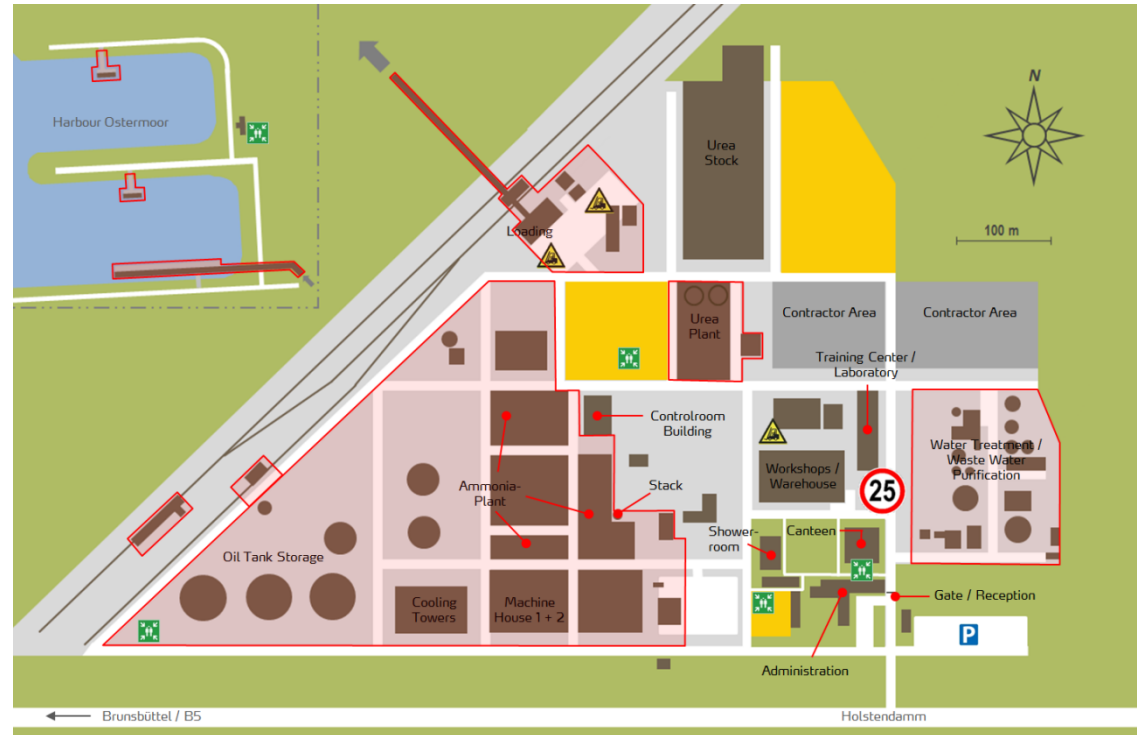 Harbour Ostermoor
N
100 m
Urea
Stock
Loading
Urea
Plant
Contractor Area
Contractor Area
Training Center /
Laboratory
Controlroom
Building
Water Treatment /
Waste Water
Purification
Workshops /
Warehouse
25
Ammonia-
Plant
Stack
Shower-
room
Canteen
Oil Tank Storage
Cooling
Towers
Machine
House 1 + 2
Gate / Reception
P
Administration
Brunsbüttel / B5
Holstendamm